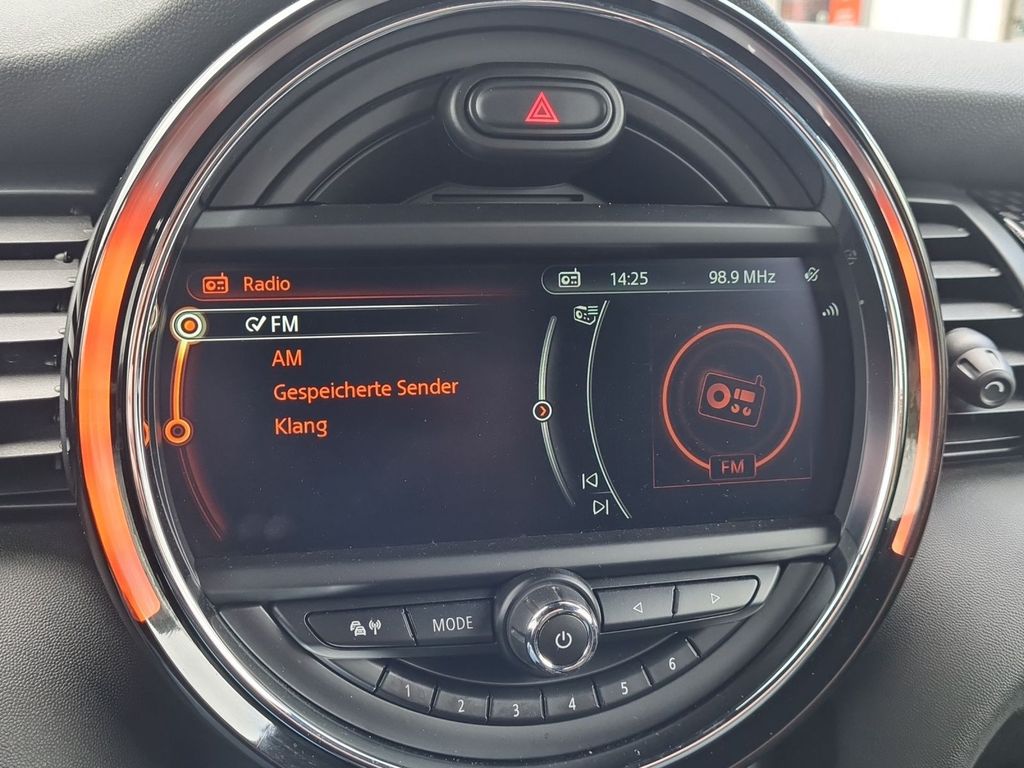 Radio
14:25 98.9 MHz
FM
AM
Gespeicherte Sender
Klang
FM
MODE
1 2 3 4 5 6